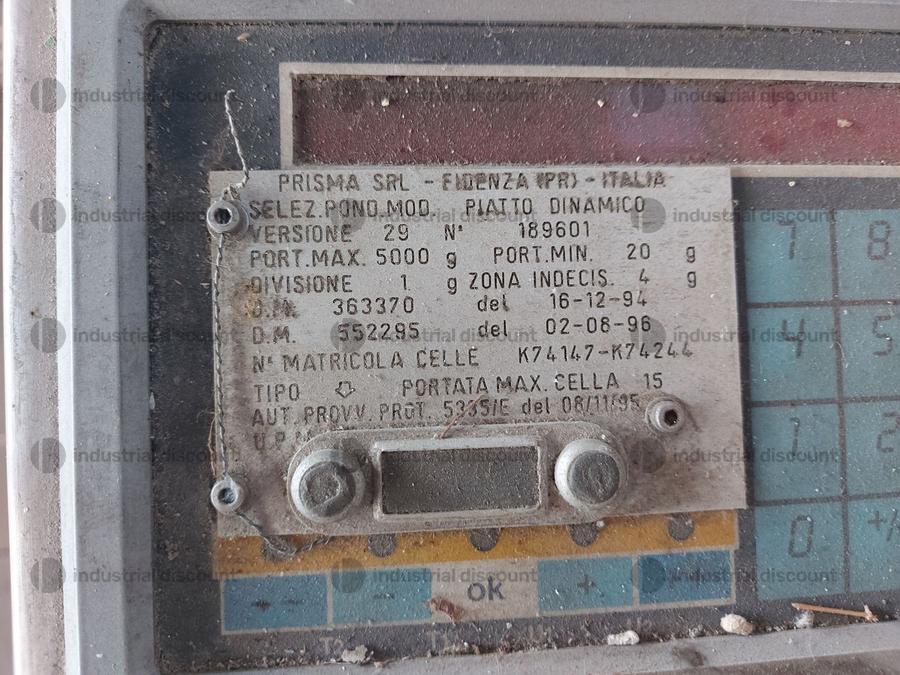 PRISMA SRL - FIDENZA (PR) - ITALIA
SELEZ.POND.MOD. PIATTO DINAMICO
VERSIONE 29 N° 189601
PORT.MAX. 5000 g PORT.MIN. 20 g
DIVISIONE 1 g ZONA INDECIS. 4 g
D.M. 363370 del 16-12-94
D.M. 552295 del 02-08-96
N° MATRICOLA CELLE K74147-K74244
TIPO PORTATA MAX. CELLA 15
AUT. PROVV. PROT. 5335/E del 08/11/95
7 8
4 5
1 2
0 +/
- OK +
industrial discount